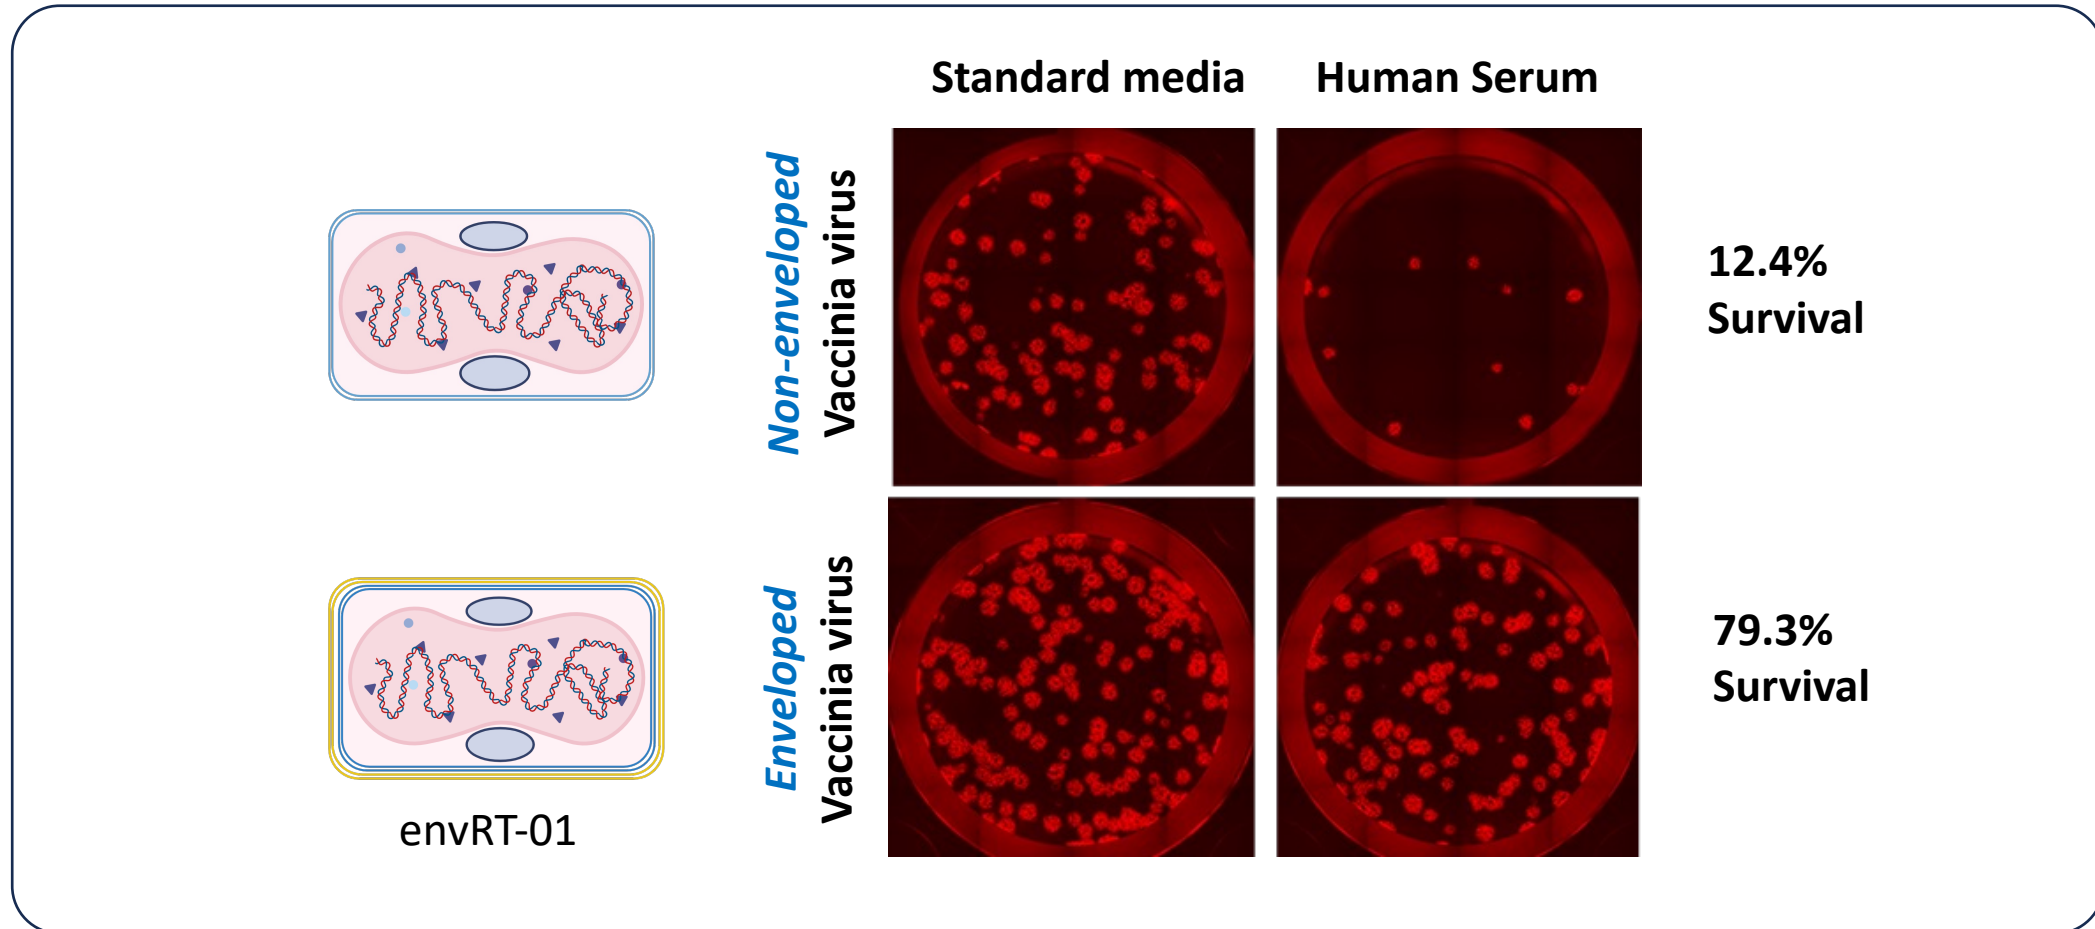 Standard media
Human Serum
Non-enveloped
Vaccinia virus
12.4%
Survival
Enveloped
Vaccinia virus
79.3%
Survival
envRT-01